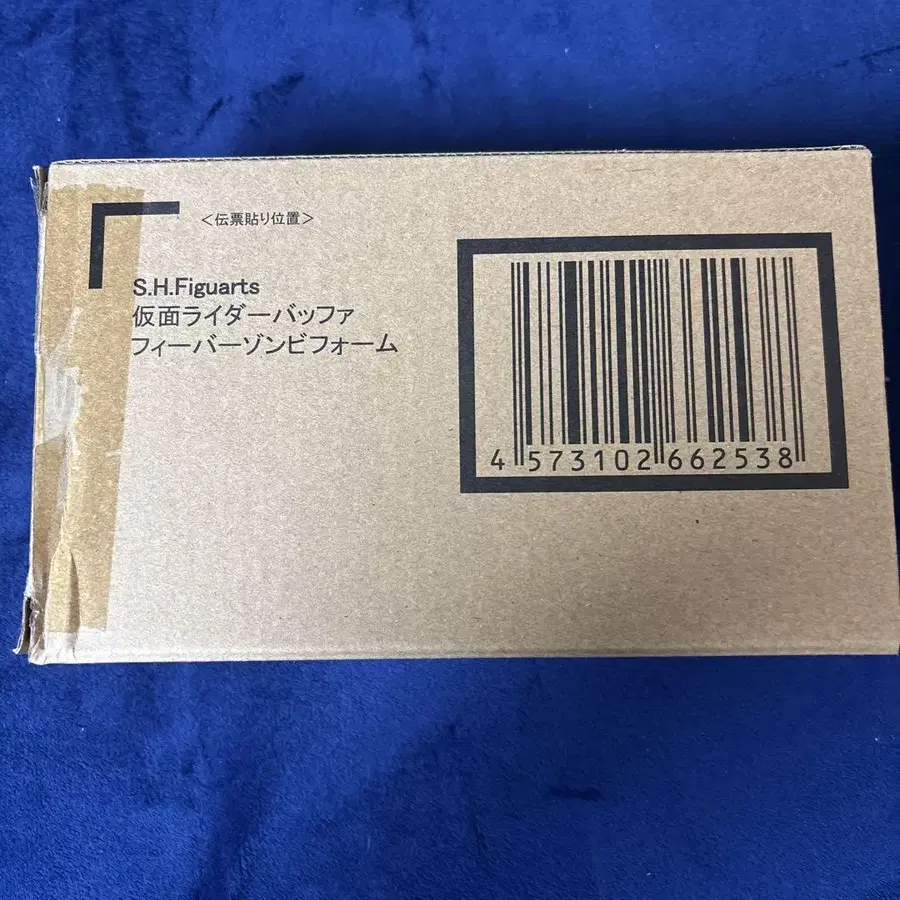 <伝票貼り位置>
S.H.Figuarts
仮面ライダーバッファ
フィーバーゾンビフォーム
4 573102 662538